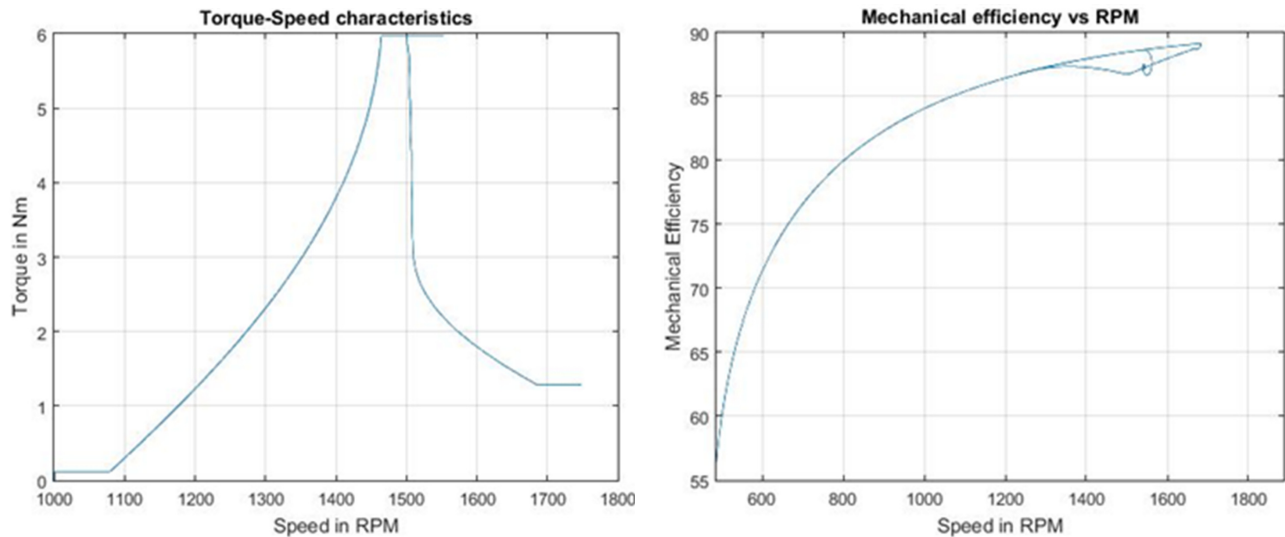 Torque-Speed characteristics
6
5
4
3
2
1
0
Torque in Nm
1000 1100 1200 1300 1400 1500 1600 1700 1800
Speed in RPM
Mechanical efficiency vs RPM
90
85
80
75
70
65
60
55
Mechanical Efficiency
600 800 1000 1200 1400 1600 1800
Speed in RPM